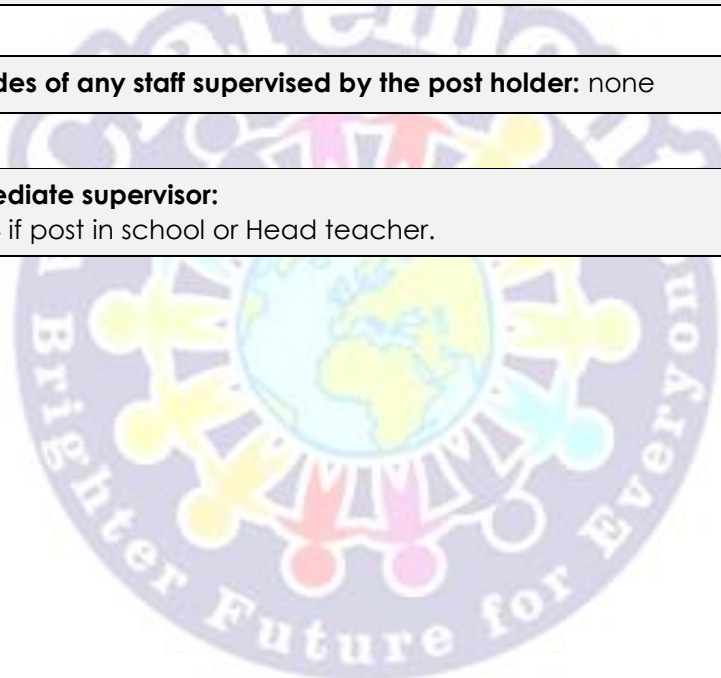 des of any staff supervised by the post holder: none
ediate supervisor:
if post in school or Head teacher.
A Brighter Future for Everyone